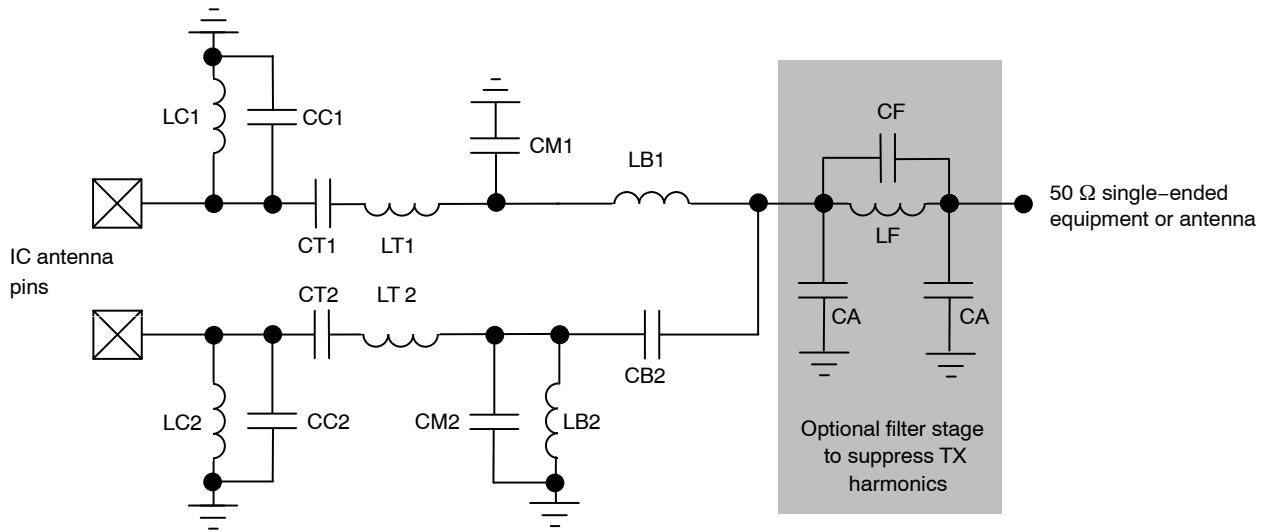 LC1
CC1
CM1
LB1
CF
50 Ω single−ended
equipment or antenna
CT1
LT1
LF
IC antenna
pins
CT2
LT 2
CA
CA
CB2
LC2
CC2
CM2
LB2
Optional filter stage
to suppress TX
harmonics